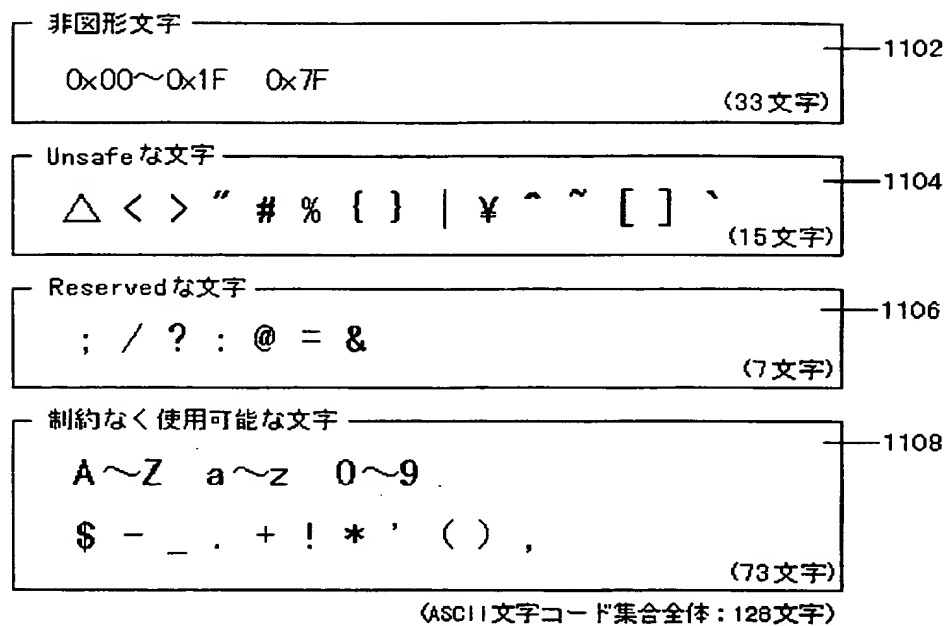 非図形文字
1102
0x00～0x1F 0x7F
(33文字)
Unsafeな文字
1104
△ < > " # % { } | ¥ ^ ~ [ ] `
(15文字)
Reservedな文字
1106
; / ? : @ = &
(7文字)
制約なく使用可能な文字
1108
A～Z a～z 0～9
$ - _ . + ! * ' ( ) ,
(73文字)
(ASCII文字コード集合全体：128文字)